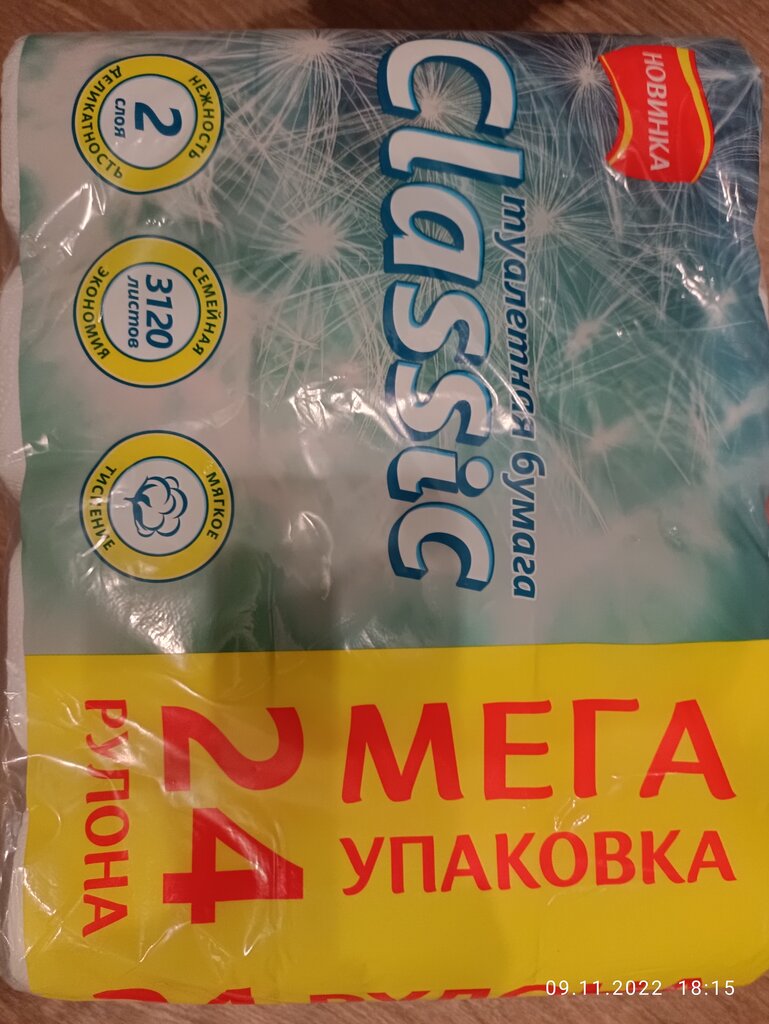 НОВИНКА
туалетная бумага
Classic
НЕЖНОСТЬ
2
слоя
ДЕЛИКАТНОСТЬ
СЕМЕЙНАЯ
3120
листов
ЭКОНОМИЯ
МЯГКОЕ
ТИСНЕНИЕ
МЕГА
УПАКОВКА
24
РУЛОНА
09.11.2022 18:15